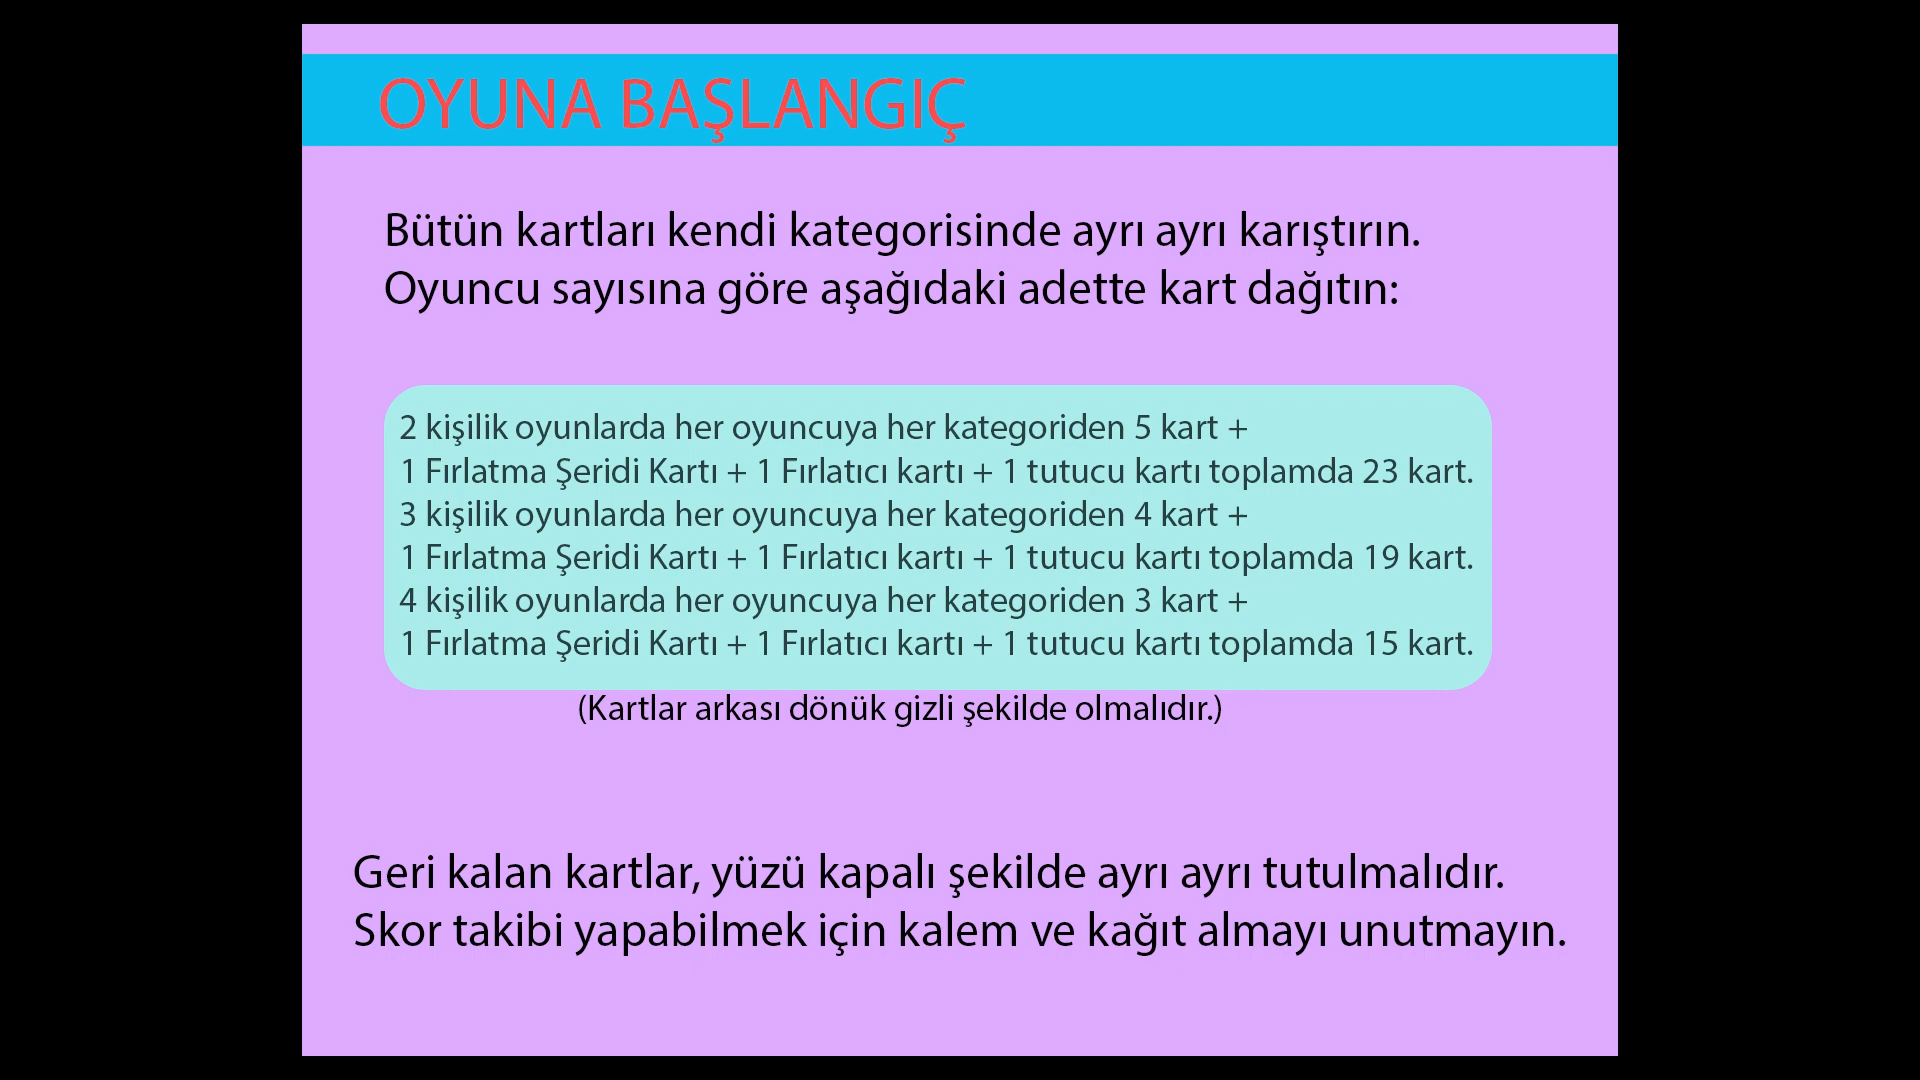 OYUNA BAŞLANGIÇ
Bütün kartları kendi kategorisinde ayrı ayrı karıştırın.
Oyuncu sayısına göre aşağıdaki adette kart dağıtın:
2 kişilik oyunlarda her oyuncuya her kategoriden 5 kart +
1 Fırlatma Şeridi Kartı + 1 Fırlatıcı kartı + 1 tutucu kartı toplamda 23 kart.
3 kişilik oyunlarda her oyuncuya her kategoriden 4 kart +
1 Fırlatma Şeridi Kartı + 1 Fırlatıcı kartı + 1 tutucu kartı toplamda 19 kart.
4 kişilik oyunlarda her oyuncuya her kategoriden 3 kart +
1 Fırlatma Şeridi Kartı + 1 Fırlatıcı kartı + 1 tutucu kartı toplamda 15 kart.
(Kartlar arkası dönük gizli şekilde olmalıdır.)
Geri kalan kartlar, yüzü kapalı şekilde ayrı ayrı tutulmalıdır.
Skor takibi yapabilmek için kalem ve kağıt almayı unutmayın.